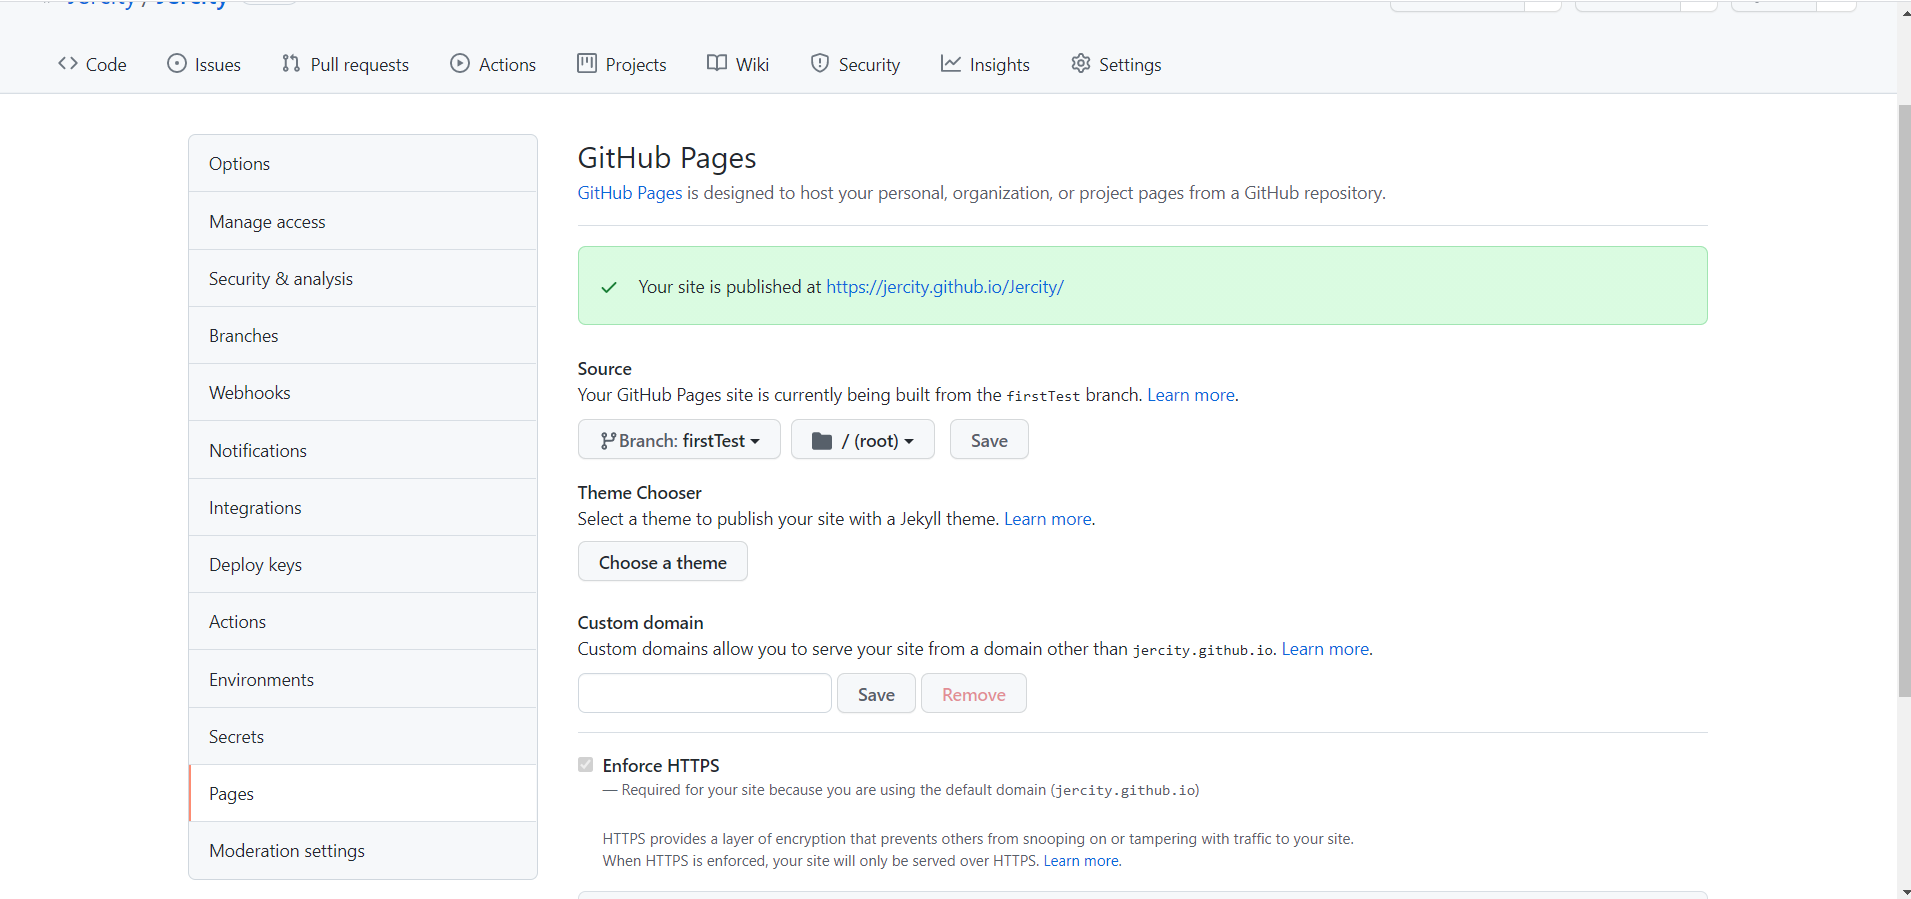 Jercity / Jercity
Code
Issues
Pull requests
Actions
Projects
Wiki
Security
Insights
Settings
Options
Manage access
Security & analysis
Branches
Webhooks
Notifications
Integrations
Deploy keys
Actions
Environments
Secrets
Pages
Moderation settings
GitHub Pages
GitHub Pages is designed to host your personal, organization, or project pages from a GitHub repository.
Your site is published at https://jercity.github.io/Jercity/
Source
Your GitHub Pages site is currently being built from the firstTest branch. Learn more.
Branch: firstTest
/ (root)
Save
Theme Chooser
Select a theme to publish your site with a Jekyll theme. Learn more.
Choose a theme
Custom domain
Custom domains allow you to serve your site from a domain other than jercity.github.io. Learn more.
Save
Remove
Enforce HTTPS
— Required for your site because you are using the default domain (jercity.github.io)
HTTPS provides a layer of encryption that prevents others from snooping on or tampering with traffic to your site.
When HTTPS is enforced, your site will only be served over HTTPS. Learn more.